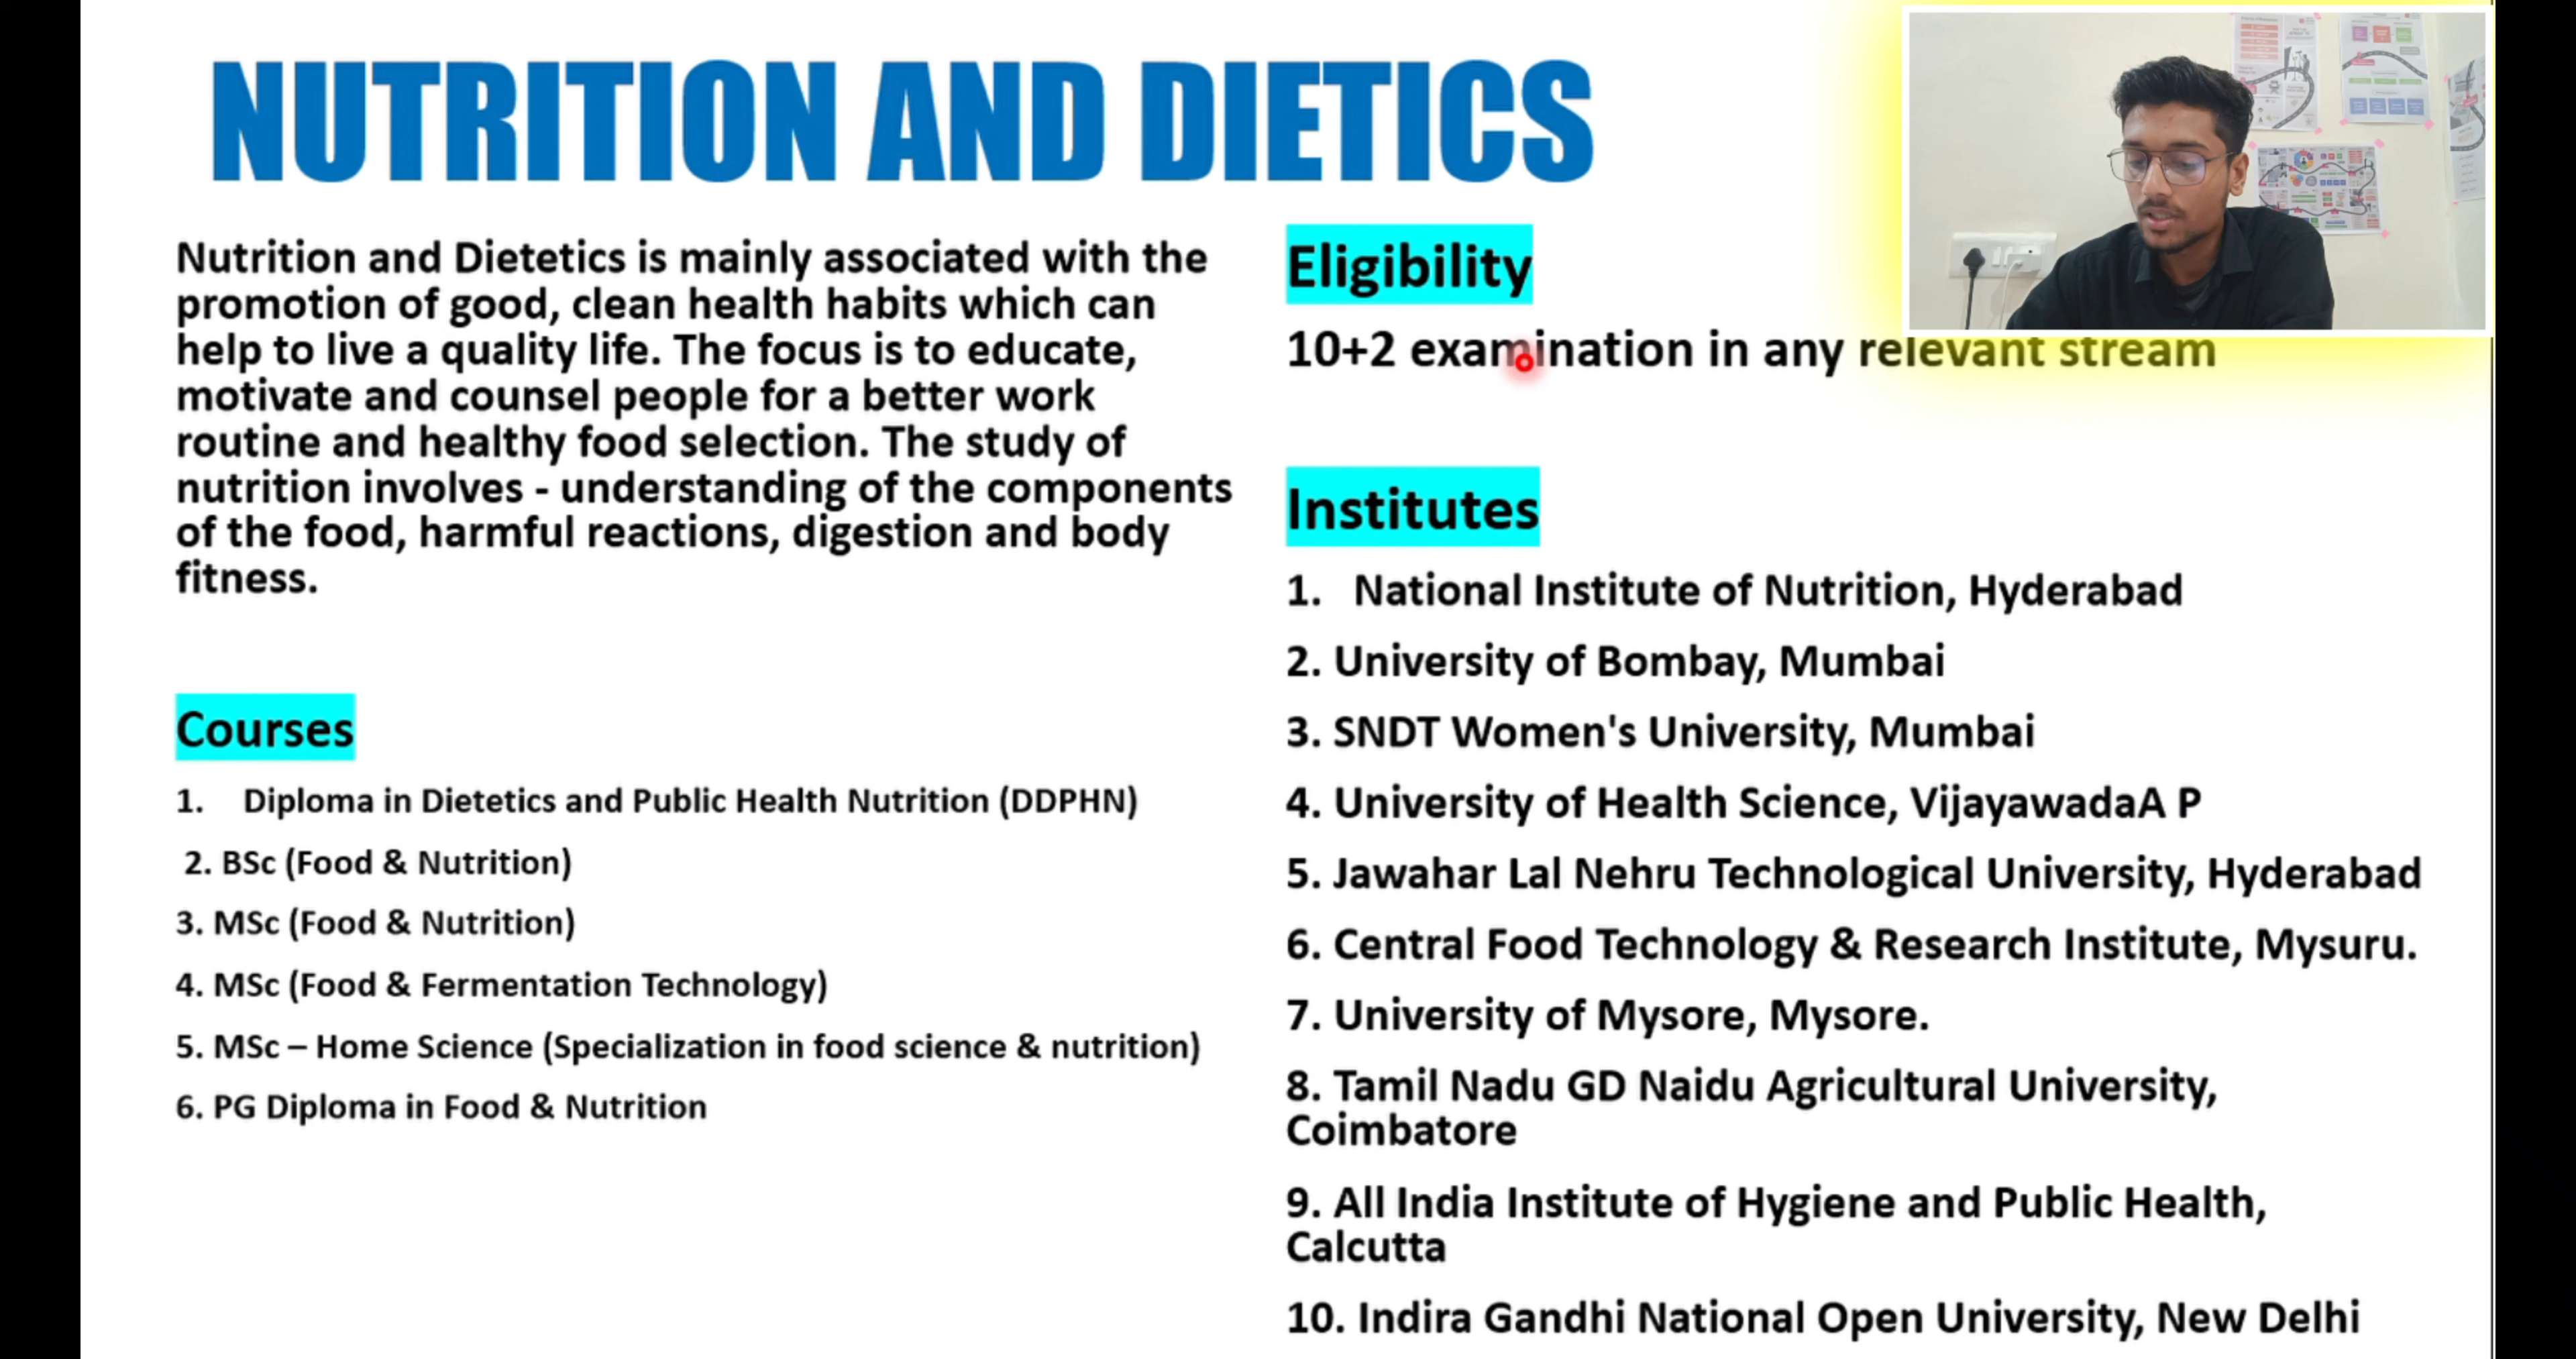 NUTRITION AND DIETICS
Nutrition and Dietetics is mainly associated with the
promotion of good, clean health habits which can
help to live a quality life. The focus is to educate,
motivate and counsel people for a better work
routine and healthy food selection. The study of
nutrition involves - understanding of the components
of the food, harmful reactions, digestion and body
fitness.
Courses
1. Diploma in Dietetics and Public Health Nutrition (DDPHN)
2. BSc (Food & Nutrition)
3. MSc (Food & Nutrition)
4. MSc (Food & Fermentation Technology)
5. MSc – Home Science (Specialization in food science & nutrition)
6. PG Diploma in Food & Nutrition
Eligibility
10+2 examination in any relevant stream
Institutes
1. National Institute of Nutrition, Hyderabad
2. University of Bombay, Mumbai
3. SNDT Women's University, Mumbai
4. University of Health Science, VijayawadaA P
5. Jawahar Lal Nehru Technological University, Hyderabad
6. Central Food Technology & Research Institute, Mysuru.
7. University of Mysore, Mysore.
8. Tamil Nadu GD Naidu Agricultural University,
Coimbatore
9. All India Institute of Hygiene and Public Health,
Calcutta
10. Indira Gandhi National Open University, New Delhi